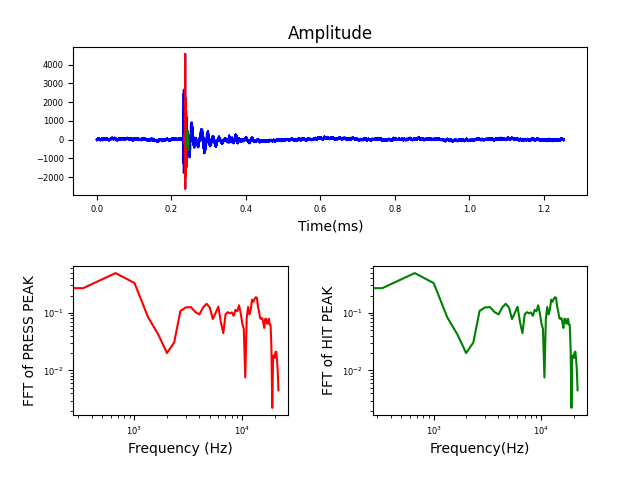 Amplitude
4000
3000
2000
1000
0
−1000
−2000
0.0 0.2 0.4 0.6 0.8 1.0 1.2
Time(ms)
FFT of PRESS PEAK
10⁻¹
10⁻²
10³ 10⁴
Frequency (Hz)
FFT of HIT PEAK
10⁻¹
10⁻²
10³ 10⁴
Frequency(Hz)